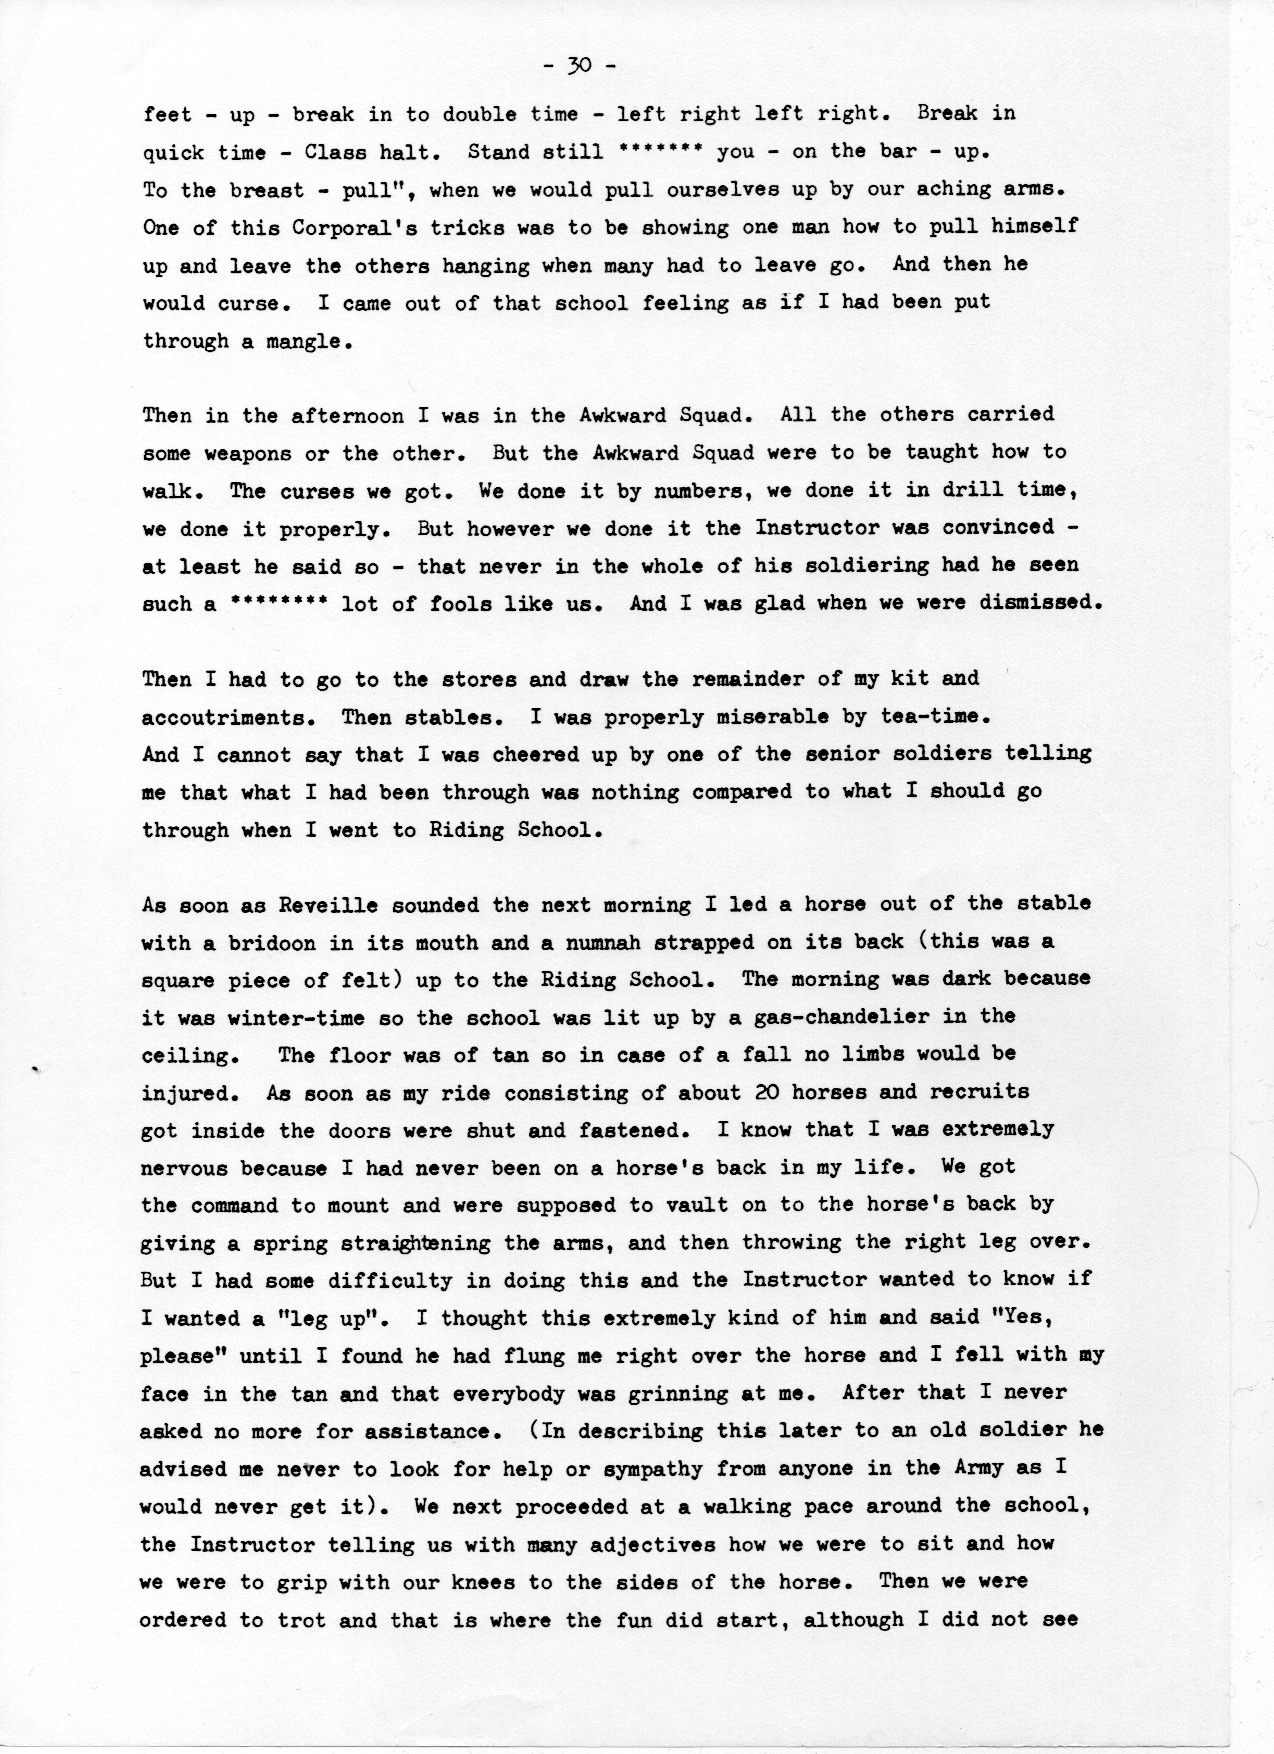 - 30 -
feet - up - break in to double time - left right left right. Break in
quick time - Class halt. Stand still ******* you - on the bar - up.
To the breast - pull", when we would pull ourselves up by our aching arms.
One of this Corporal's tricks was to be showing one man how to pull himself
up and leave the others hanging when many had to leave go. And then he
would curse. I came out of that school feeling as if I had been put
through a mangle.
Then in the afternoon I was in the Awkward Squad. All the others carried
some weapons or the other. But the Awkward Squad were to be taught how to
walk. The curses we got. We done it by numbers, we done it in drill time,
we done it properly. But however we done it the Instructor was convinced -
at least he said so - that never in the whole of his soldiering had he seen
such a ******** lot of fools like us. And I was glad when we were dismissed.
Then I had to go to the stores and draw the remainder of my kit and
accoutriments. Then stables. I was properly miserable by tea-time.
And I cannot say that I was cheered up by one of the senior soldiers telling
me that what I had been through was nothing compared to what I should go
through when I went to Riding School.
As soon as Reveille sounded the next morning I led a horse out of the stable
with a bridoon in its mouth and a numnah strapped on its back (this was a
square piece of felt) up to the Riding School. The morning was dark because
it was winter-time so the school was lit up by a gas-chandelier in the
ceiling. The floor was of tan so in case of a fall no limbs would be
injured. As soon as my ride consisting of about 20 horses and recruits
got inside the doors were shut and fastened. I know that I was extremely
nervous because I had never been on a horse's back in my life. We got
the command to mount and were supposed to vault on to the horse's back by
giving a spring straightening the arms, and then throwing the right leg over.
But I had some difficulty in doing this and the Instructor wanted to know if
I wanted a "leg up". I thought this extremely kind of him and said "Yes,
please" until I found he had flung me right over the horse and I fell with my
face in the tan and that everybody was grinning at me. After that I never
asked no more for assistance. (In describing this later to an old soldier he
advised me never to look for help or sympathy from anyone in the Army as I
would never get it). We next proceeded at a walking pace around the school,
the Instructor telling us with many adjectives how we were to sit and how
we were to grip with our knees to the sides of the horse. Then we were
ordered to trot and that is where the fun did start, although I did not see